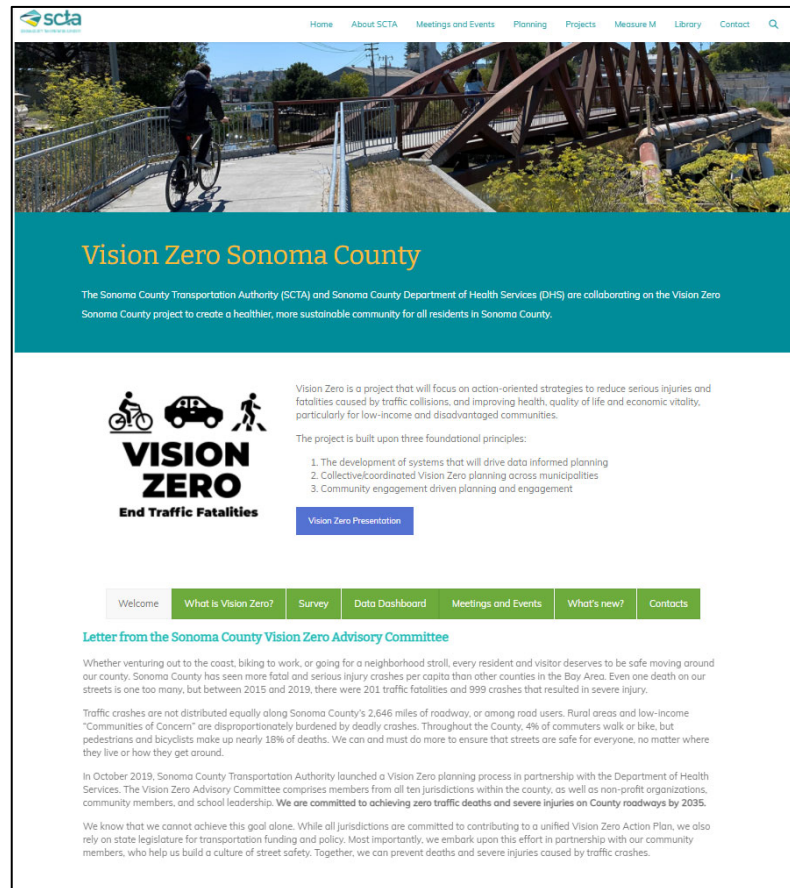 scta
Home About SCTA Meetings and Events Planning Projects Measure M Library Contact
Vision Zero Sonoma County
The Sonoma County Transportation Authority (SCTA) and Sonoma County Department of Health Services (DHS) are collaborating on the Vision Zero
Sonoma County project to create a healthier, more sustainable community for all residents in Sonoma County.
VISION
ZERO
End Traffic Fatalities
Vision Zero is a project that will focus on action-oriented strategies to reduce serious injuries and
fatalities caused by traffic collisions, and improving health, quality of life and economic vitality,
particularly for low-income and disadvantaged communities.
The project is built upon three foundational principles:
1. The development of systems that will drive data informed planning
2. Collective/coordinated Vision Zero planning across municipalities
3. Community engagement driven planning and engagement
Vision Zero Presentation
Welcome What is Vision Zero? Survey Data Dashboard Meetings and Events What's new? Contacts
Letter from the Sonoma County Vision Zero Advisory Committee
Whether venturing out to the coast, biking to work, or going for a neighborhood stroll, every resident and visitor deserves to be safe moving around
our county. Sonoma County has seen more fatal and serious injury crashes per capita than other counties in the Bay Area. Even one death on our
streets is one too many, but between 2015 and 2019, there were 201 traffic fatalities and 999 crashes that resulted in severe injury.
Traffic crashes are not distributed equally along Sonoma County's 2,646 miles of roadway, or among road users. Rural areas and low-income
"Communities of Concern" are disproportionately burdened by deadly crashes. Throughout the County, 4% of commuters walk or bike, but
pedestrians and bicyclists make up nearly 18% of deaths. We can and must do more to ensure that streets are safe for everyone, no matter where
they live or how they get around.
In October 2019, Sonoma County Transportation Authority launched a Vision Zero planning process in partnership with the Department of Health
Services. The Vision Zero Advisory Committee comprises members from all ten jurisdictions within the county, as well as non-profit organizations,
community members, and school leadership. We are committed to achieving zero traffic deaths and severe injuries on County roadways by 2035.
We know that we cannot achieve this goal alone. While all jurisdictions are committed to contributing to a unified Vision Zero Action Plan, we also
rely on state legislature for transportation funding and policy. Most importantly, we embark upon this effort in partnership with our community
members, who help us build a culture of street safety. Together, we can prevent deaths and severe injuries caused by traffic crashes.